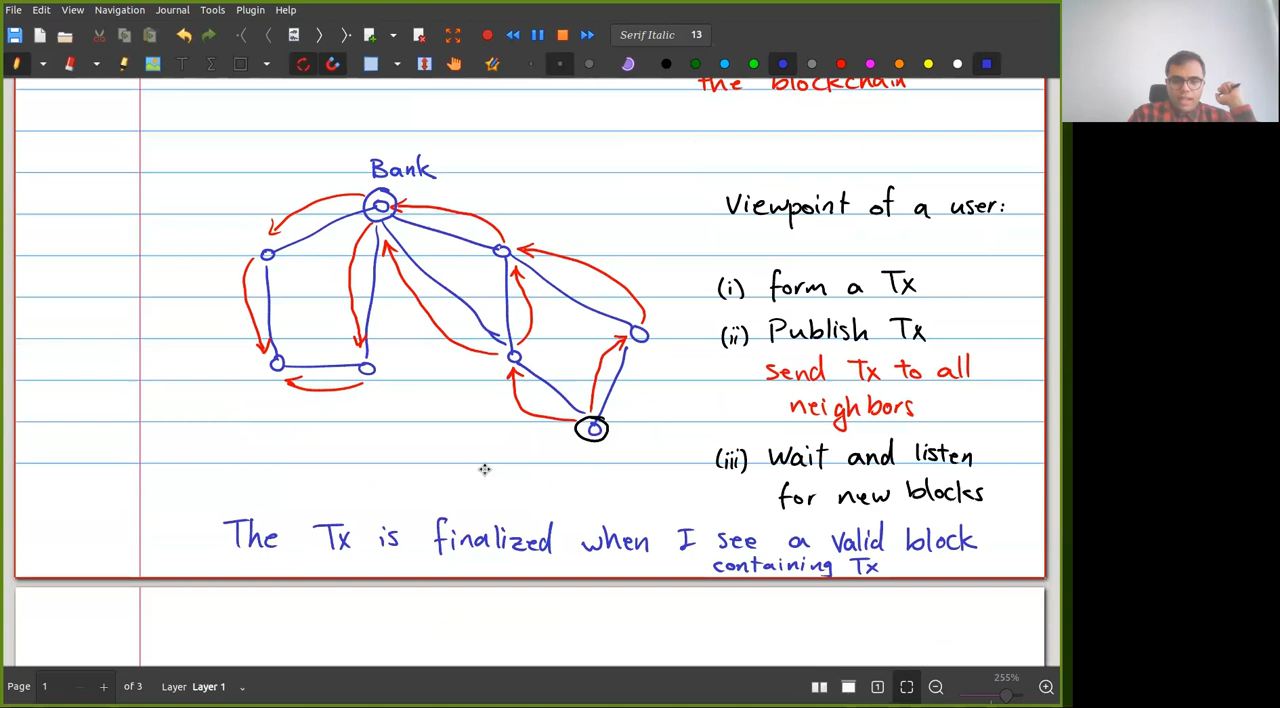 File Edit View Navigation Journal Tools Plugin Help
Serif Italic 13
the blockchain
Bank
Viewpoint of a user:
(i) form a Tx
(ii) Publish Tx
send Tx to all
neighbors
(iii) Wait and listen
for new blocks
The Tx is finalized when I see a valid block
containing Tx
Page 1 of 3 Layer Layer 1
255%